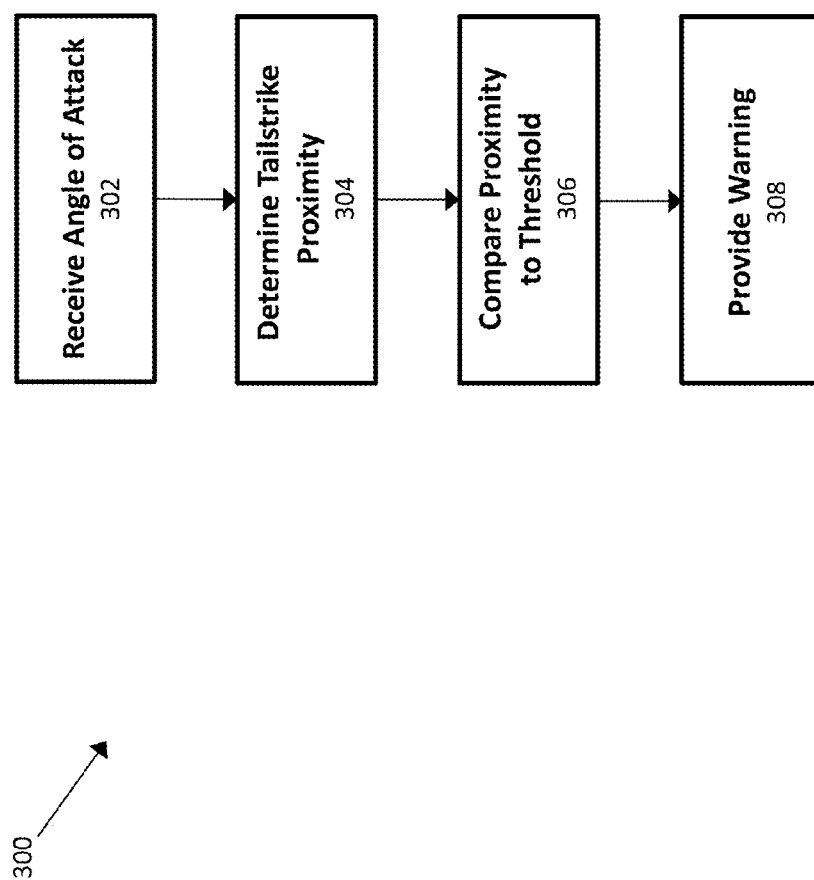 300
Receive Angle of Attack
302
Determine Tailstrike
Proximity
304
Compare Proximity
to Threshold
306
Provide Warning
308